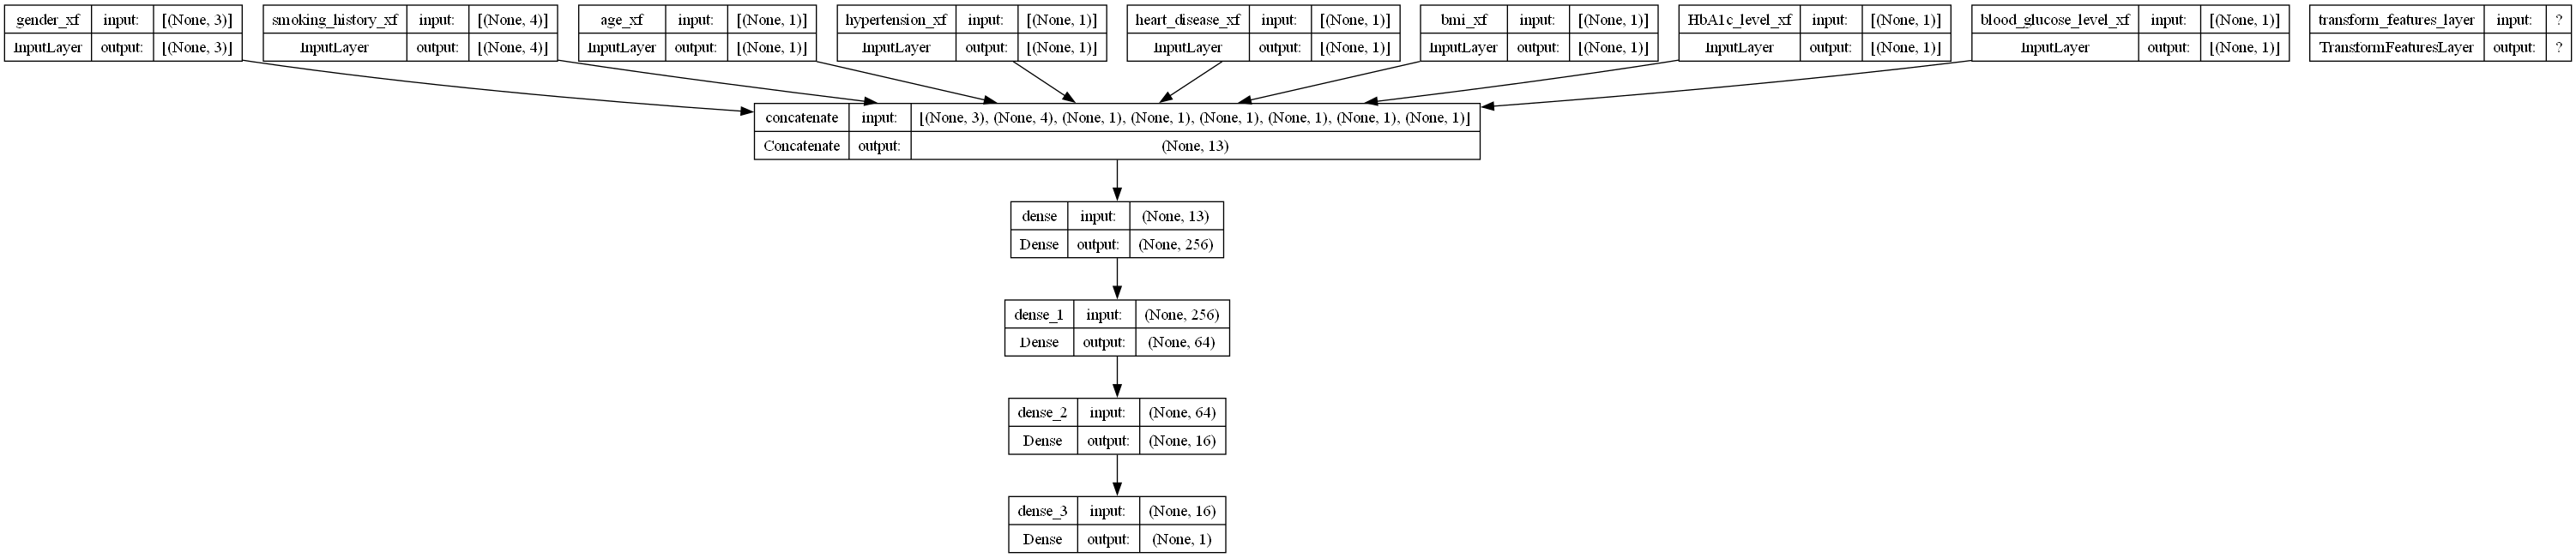 gender_xf input: [(None, 3)]
InputLayer output: [(None, 3)]
smoking_history_xf input: [(None, 4)]
InputLayer output: [(None, 4)]
age_xf input: [(None, 1)]
InputLayer output: [(None, 1)]
hypertension_xf input: [(None, 1)]
InputLayer output: [(None, 1)]
heart_disease_xf input: [(None, 1)]
InputLayer output: [(None, 1)]
bmi_xf input: [(None, 1)]
InputLayer output: [(None, 1)]
HbA1c_level_xf input: [(None, 1)]
InputLayer output: [(None, 1)]
blood_glucose_level_xf input: [(None, 1)]
InputLayer output: [(None, 1)]
transform_features_layer input: ?
TransformFeaturesLayer output: ?
concatenate input: [(None, 3), (None, 4), (None, 1), (None, 1), (None, 1), (None, 1), (None, 1), (None, 1)]
Concatenate output: (None, 13)
dense input: (None, 13)
Dense output: (None, 256)
dense_1 input: (None, 256)
Dense output: (None, 64)
dense_2 input: (None, 64)
Dense output: (None, 16)
dense_3 input: (None, 16)
Dense output: (None, 1)